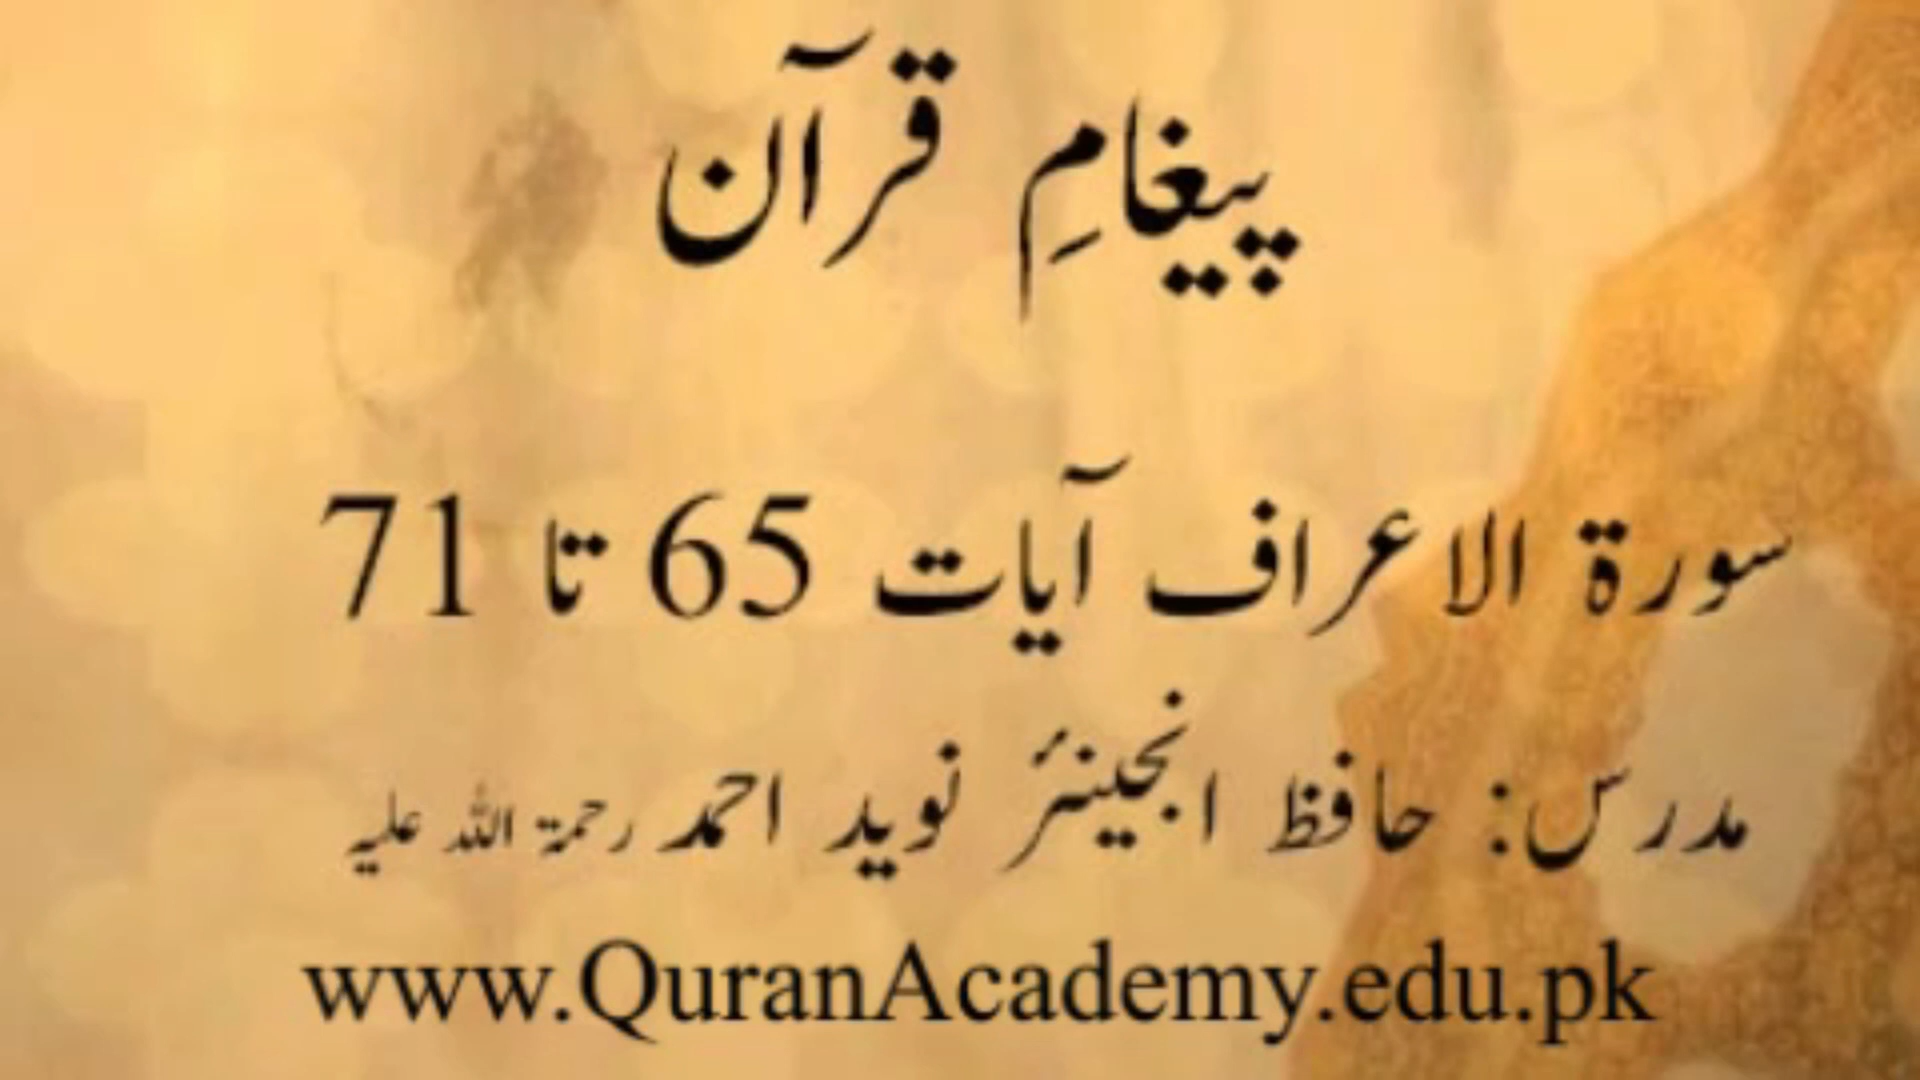 پیغامِ قرآن
سورۃ الاعراف آیات 65 تا 71
مدرس: حافظ انجینئر نوید احمد رحمۃ اللہ علیہ
www.QuranAcademy.edu.pk